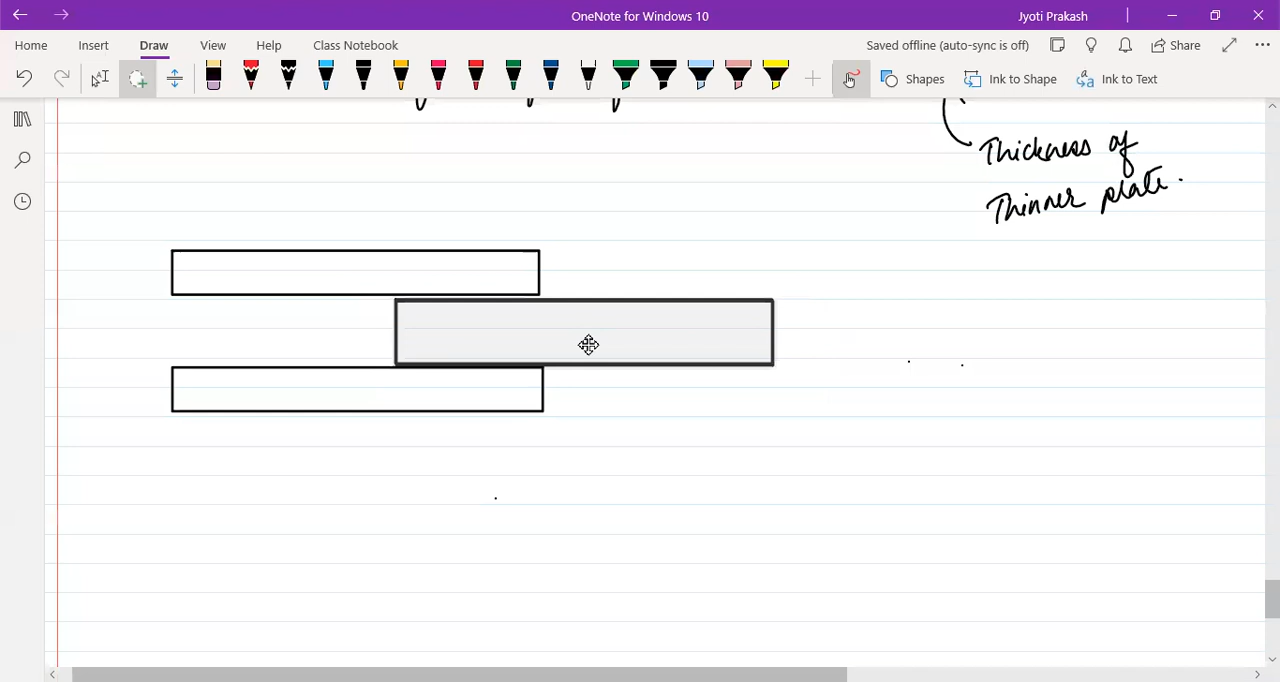 OneNote for Windows 10
Jyoti Prakash
Home Insert Draw View Help Class Notebook
Saved offline (auto-sync is off)
Share
Shapes
Ink to Shape
Ink to Text
Thickness of
Thinner plate.